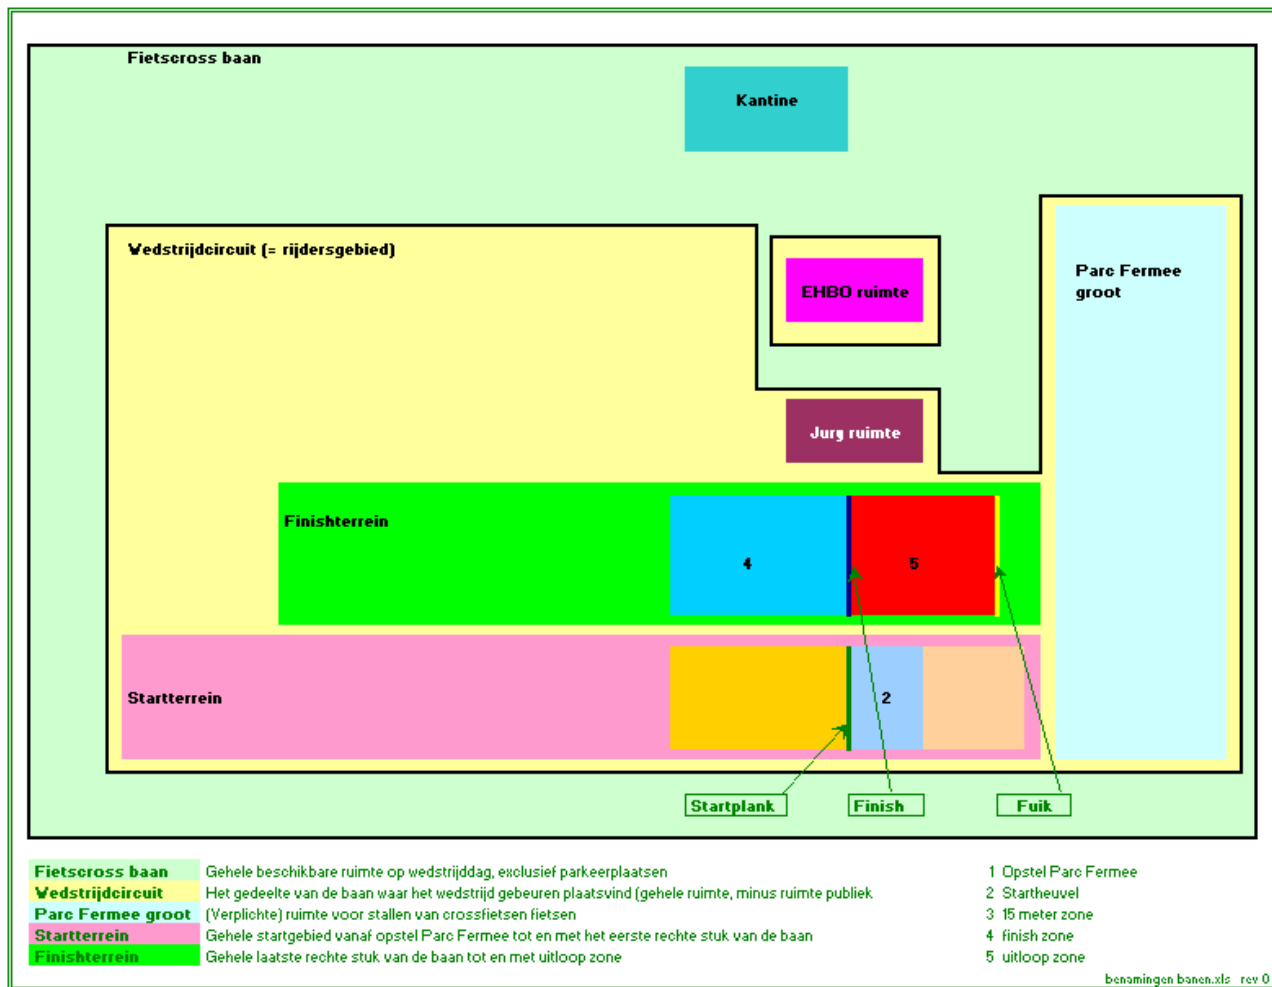 Fietscross baan
Kantine
Wedstrijdcircuit (= rijdersgebied)
EHBO ruimte
Parc Fermee
groot
Jury ruimte
Finishterrein
4
5
Startterrein
2
Startplank
Finish
Fuik
Fietscross baan Gehele beschikbare ruimte op wedstrijddag, exclusief parkeerplaatsen
1 Opstel Parc Fermee
Wedstrijdcircuit Het gedeelte van de baan waar het wedstrijd gebeuren plaatsvind (gehele ruimte, minus ruimte publiek
2 Startheuvel
Parc Fermee groot (Verplichte) ruimte voor stallen van crossfietsen fietsen
3 15 meter zone
Startterrein Gehele startgebied vanaf opstel Parc Fermee tot en met het eerste rechte stuk van de baan
4 finish zone
Finishterrein Gehele laatste rechte stuk van de baan tot en met uitloop zone
5 uitloop zone
benamingen banen.xls rev 0